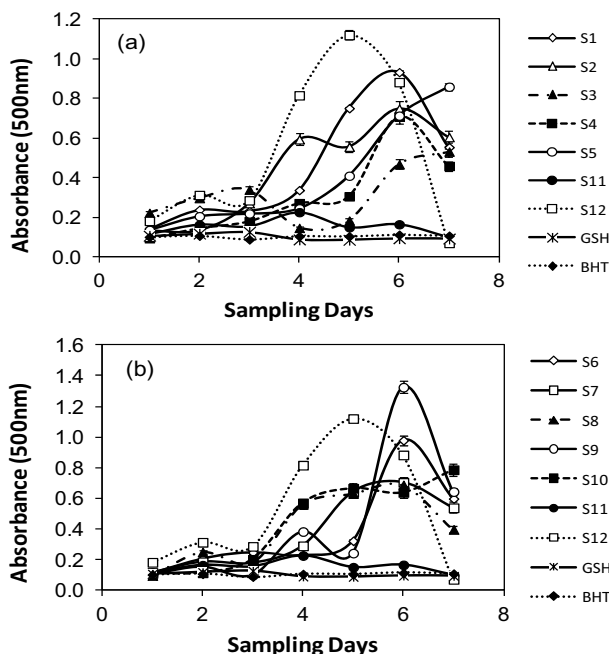 (a)
Absorbance (500nm)
1.2
1.0
0.8
0.6
0.4
0.2
0.0
0 2 4 6 8
Sampling Days
S1
S2
S3
S4
S5
S11
S12
GSH
BHT
(b)
Absorbance (500nm)
1.6
1.4
1.2
1.0
0.8
0.6
0.4
0.2
0.0
0 2 4 6 8
Sampling Days
S6
S7
S8
S9
S10
S11
S12
GSH
BHT